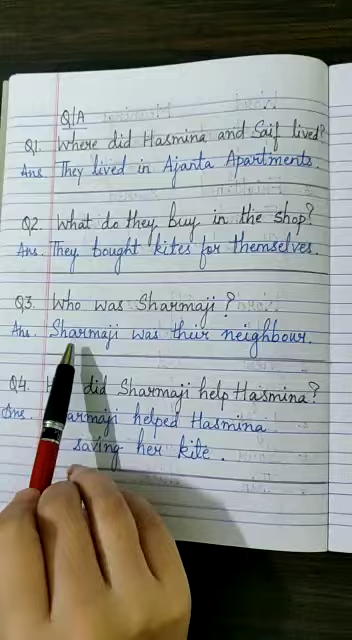 Q/A
Q1. Where did Hasmina and Saif lived?
Ans. They lived in Ajanta Apartments.
Q2. What do they buy in the shop?
Ans. They bought kites for themselves.
Q3. Who was Sharmaji?
Ans. Sharmaji was their neighbour.
Q4. did Sharmaji help Hasmina?
Ans. armaji helped Hasmina
saving her kite.